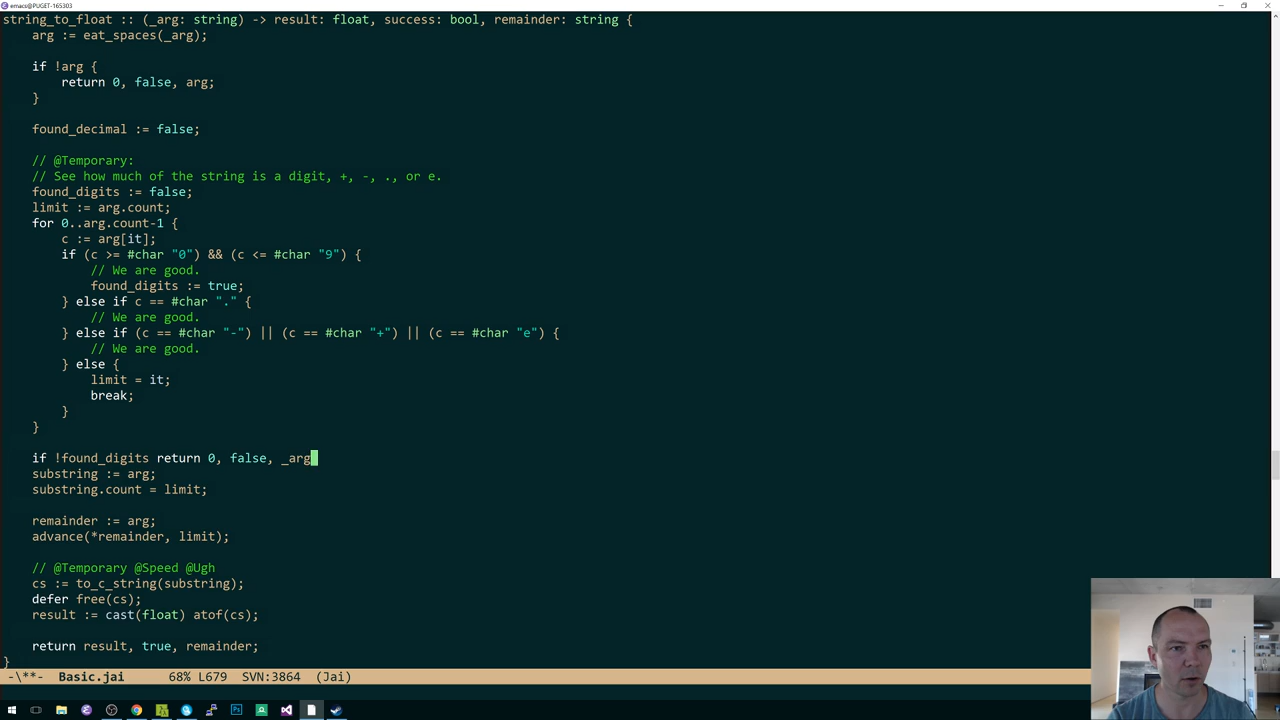 emacs@PUGET-165303
string_to_float :: (_arg: string) -> result: float, success: bool, remainder: string {
    arg := eat_spaces(_arg);
    if !arg {
        return 0, false, arg;
    }
    found_decimal := false;
    // @Temporary:
    // See how much of the string is a digit, +, -, ., or e.
    found_digits := false;
    limit := arg.count;
    for 0..arg.count-1 {
        c := arg[it];
        if (c >= #char "0") && (c <= #char "9") {
            // We are good.
            found_digits := true;
        } else if c == #char "." {
            // We are good.
        } else if (c == #char "-") || (c == #char "+") || (c == #char "e") {
            // We are good.
        } else {
            limit = it;
            break;
        }
    }
    if !found_digits return 0, false, _arg
    substring := arg;
    substring.count = limit;
    remainder := arg;
    advance(*remainder, limit);
    // @Temporary @Speed @Ugh
    cs := to_c_string(substring);
    defer free(cs);
    result := cast(float) atof(cs);
    return result, true, remainder;
}
-\**-  Basic.jai      68% L679   SVN:3864  (Jai)